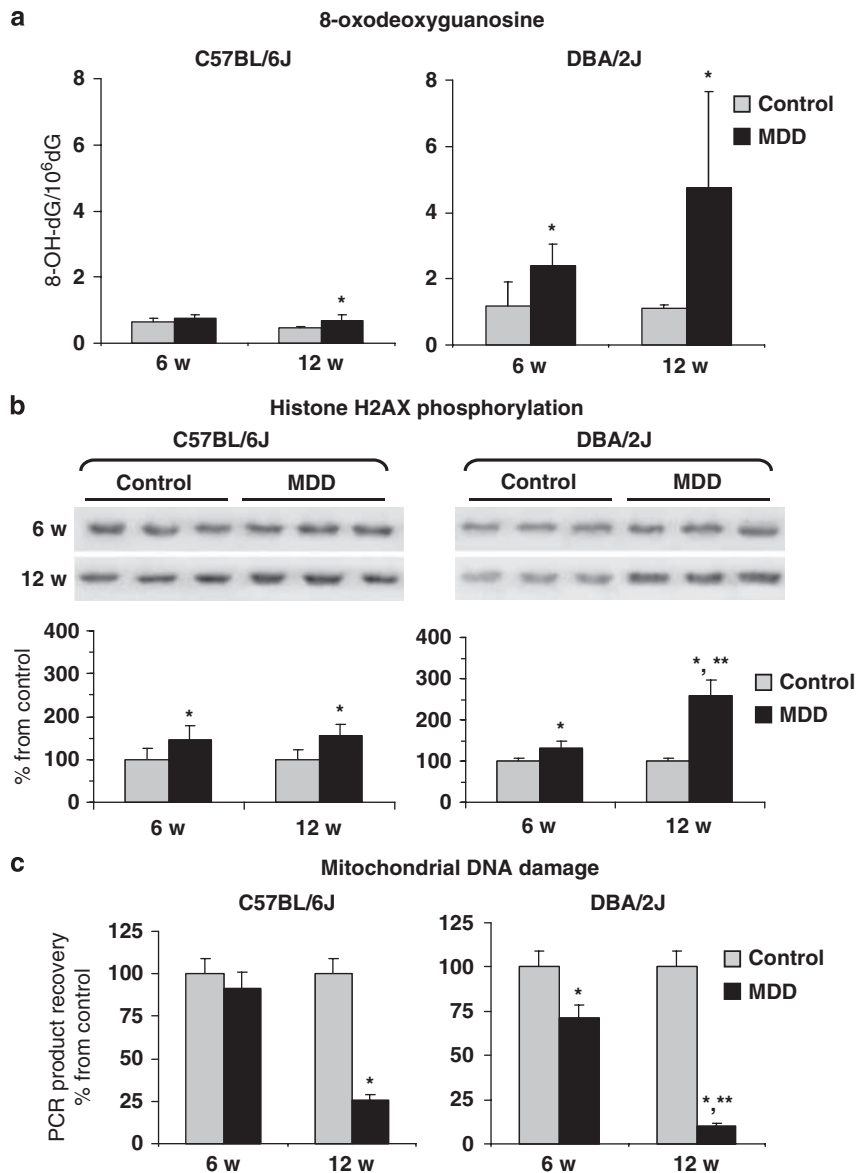 a
8-oxodeoxyguanosine
C57BL/6J
DBA/2J
8-OH-dG/10⁶dG
8
6
4
2
0
6 w
12 w
8
6
4
2
0
*
*
*
6 w
12 w
Control
MDD
b
Histone H2AX phosphorylation
C57BL/6J
DBA/2J
Control
MDD
Control
MDD
6 w
12 w
% from control
400
300
200
150
100
0
*
*
6 w
12 w
400
300
200
100
0
*
*, **
6 w
12 w
Control
MDD
c
Mitochondrial DNA damage
C57BL/6J
DBA/2J
PCR product recovery
% from control
125
100
75
50
25
0
*
6 w
12 w
125
100
75
50
25
0
*
*, **
6 w
12 w
Control
MDD